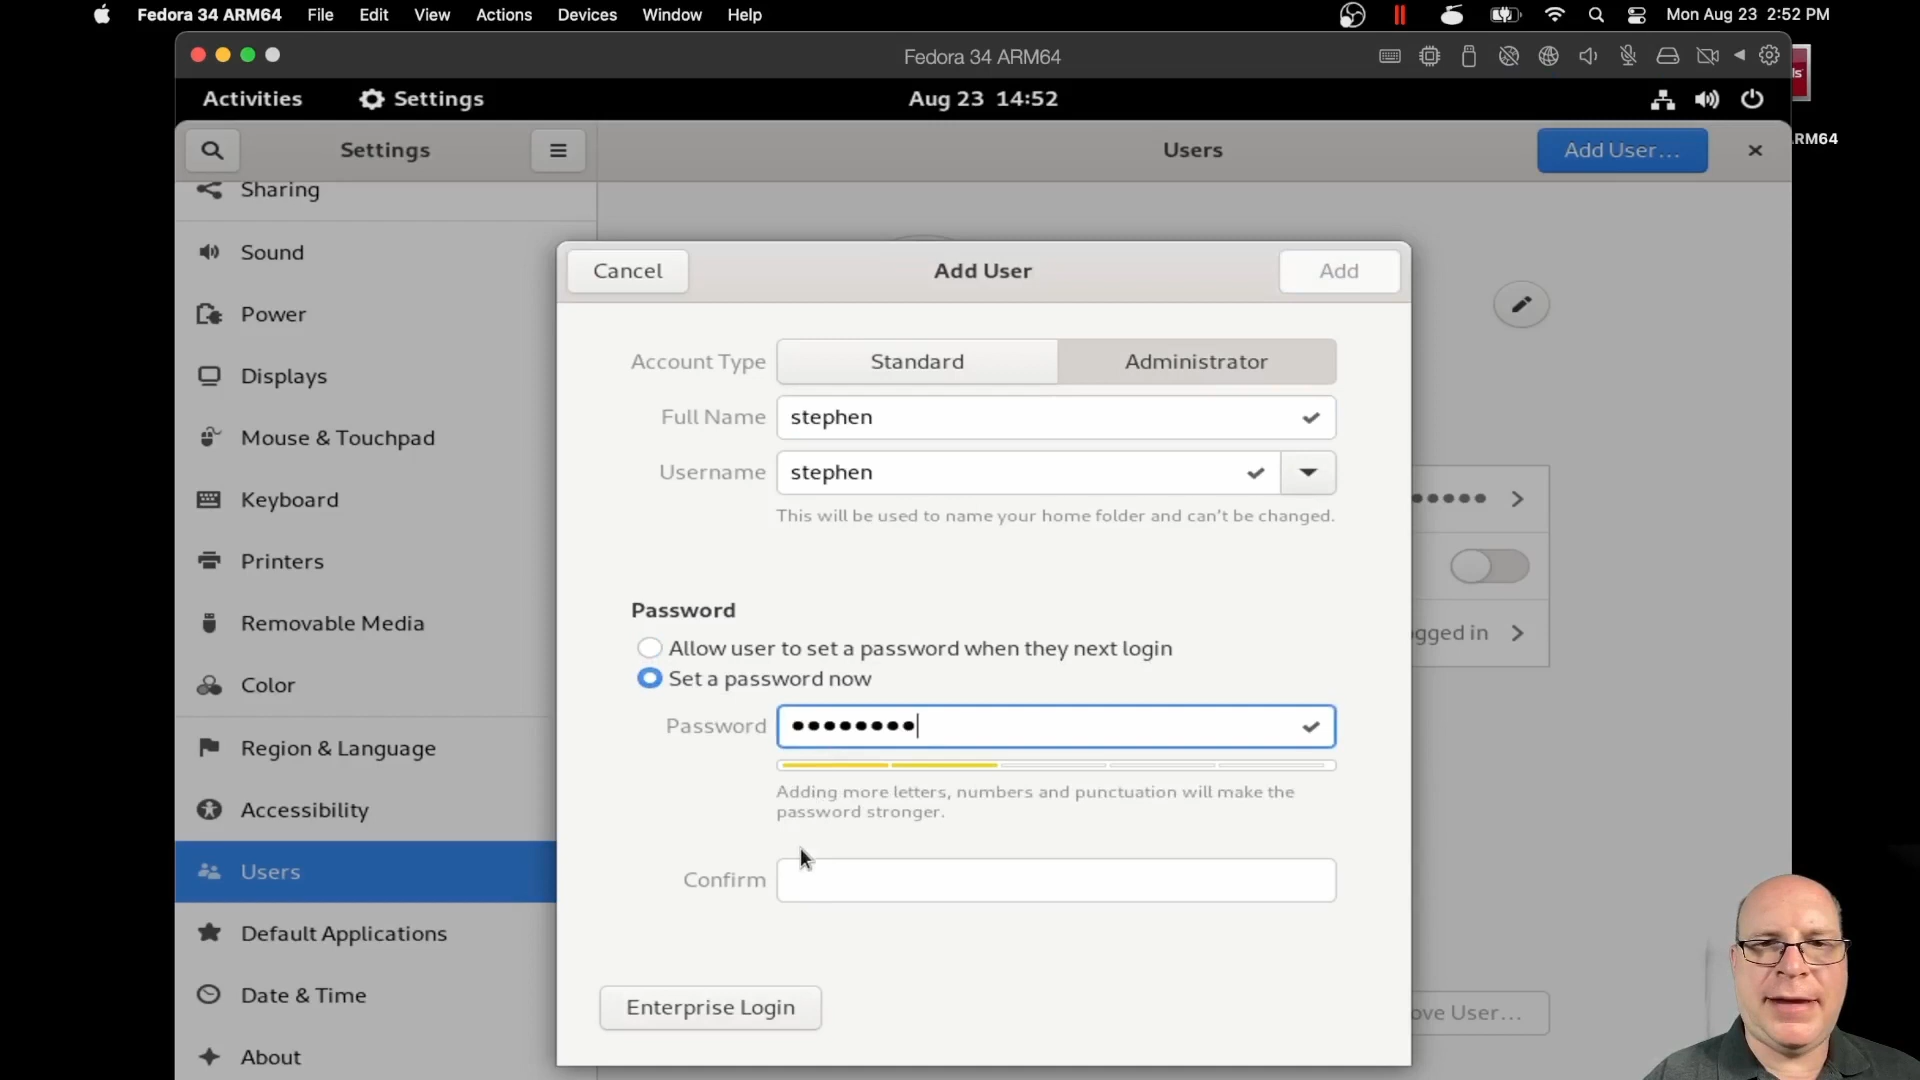 Fedora 34 ARM64 File Edit View Actions Devices Window Help Mon Aug 23 2:52 PM
Fedora 34 ARM64
Activities Settings Aug 23 14:52
Settings Users Add User...
RM64
Sharing
Sound
Power
Displays
Mouse & Touchpad
Keyboard
Printers
Removable Media
Color
Region & Language
Accessibility
Users
Default Applications
Date & Time
About
Cancel Add User Add
Account Type Standard Administrator
Full Name stephen
Username stephen
This will be used to name your home folder and can't be changed.
Password
Allow user to set a password when they next login
Set a password now
Password ●●●●●●●●
Adding more letters, numbers and punctuation will make the
password stronger.
Confirm
Enterprise Login
●●●●●
gged in
ove User...